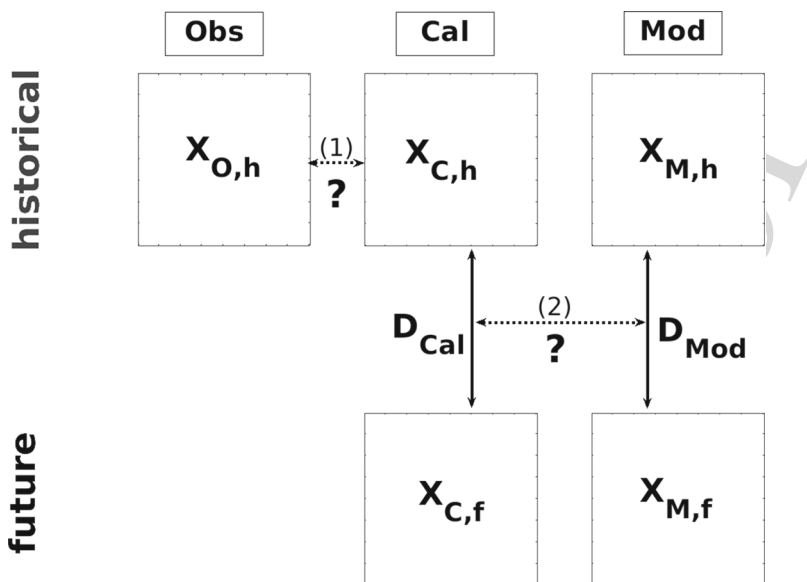 Obs Cal Mod
historical
X_O,h
(1)
?
X_C,h
X_M,h
D_Cal
(2)
?
D_Mod
future
X_C,f
X_M,f